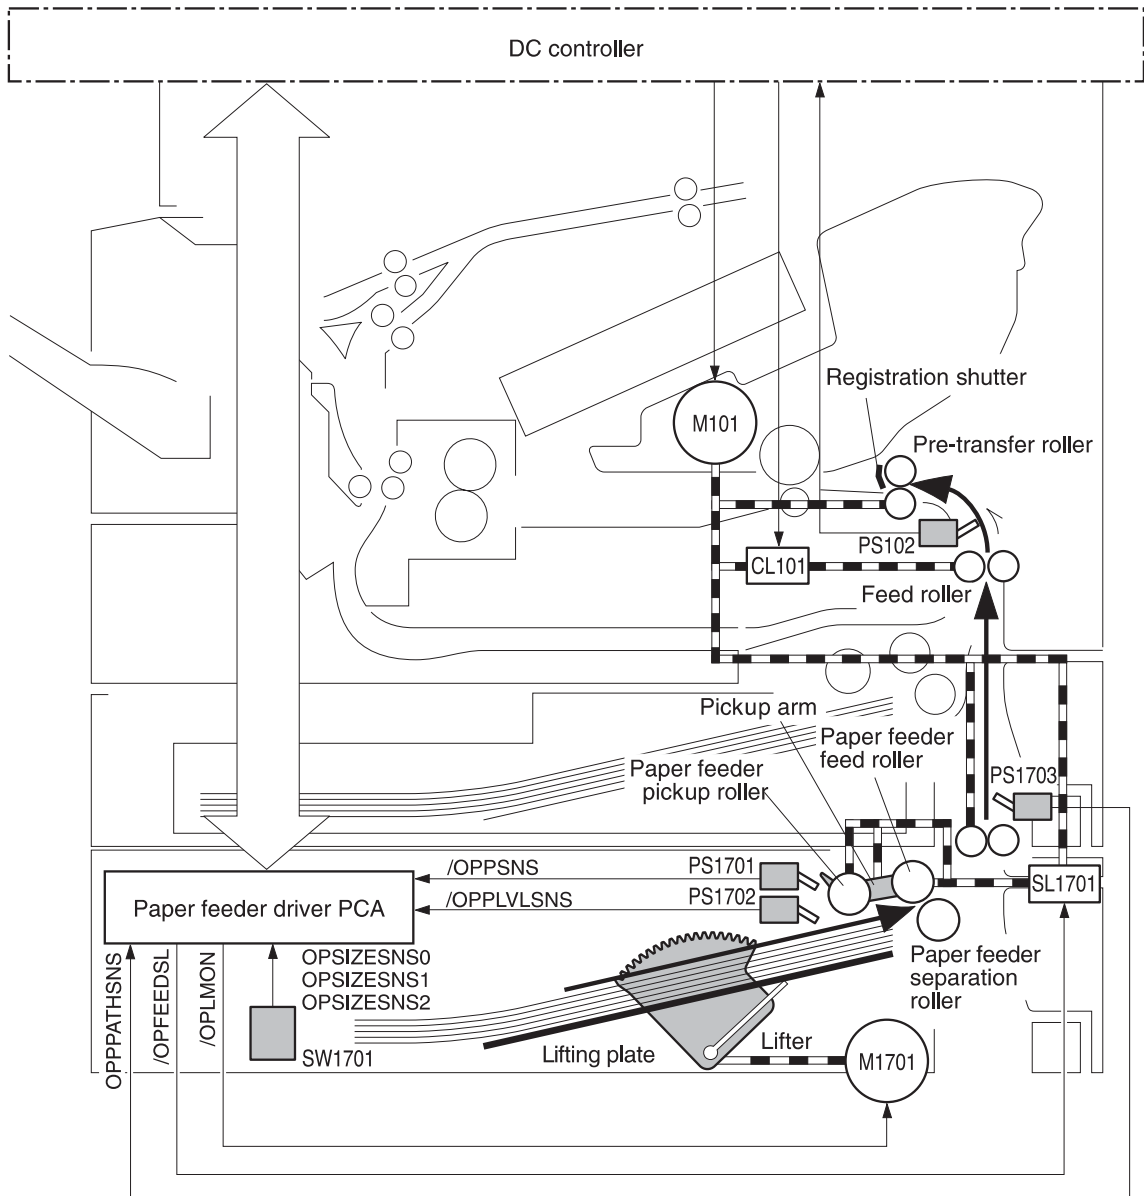 DC controller
Registration shutter
M101
Pre-transfer roller
PS102
CL101
Feed roller
Pickup arm
Paper feeder
feed roller
Paper feeder
pickup roller
PS1703
/OPPSNS
PS1701
/OPPLVLSNS
PS1702
SL1701
Paper feeder driver PCA
OPSIZESNS0
OPSIZESNS1
OPSIZESNS2
Paper feeder
separation
roller
OPPPATHSNS
/OPFEEDSL
/OPLMON
SW1701
Lifting plate
Lifter
M1701